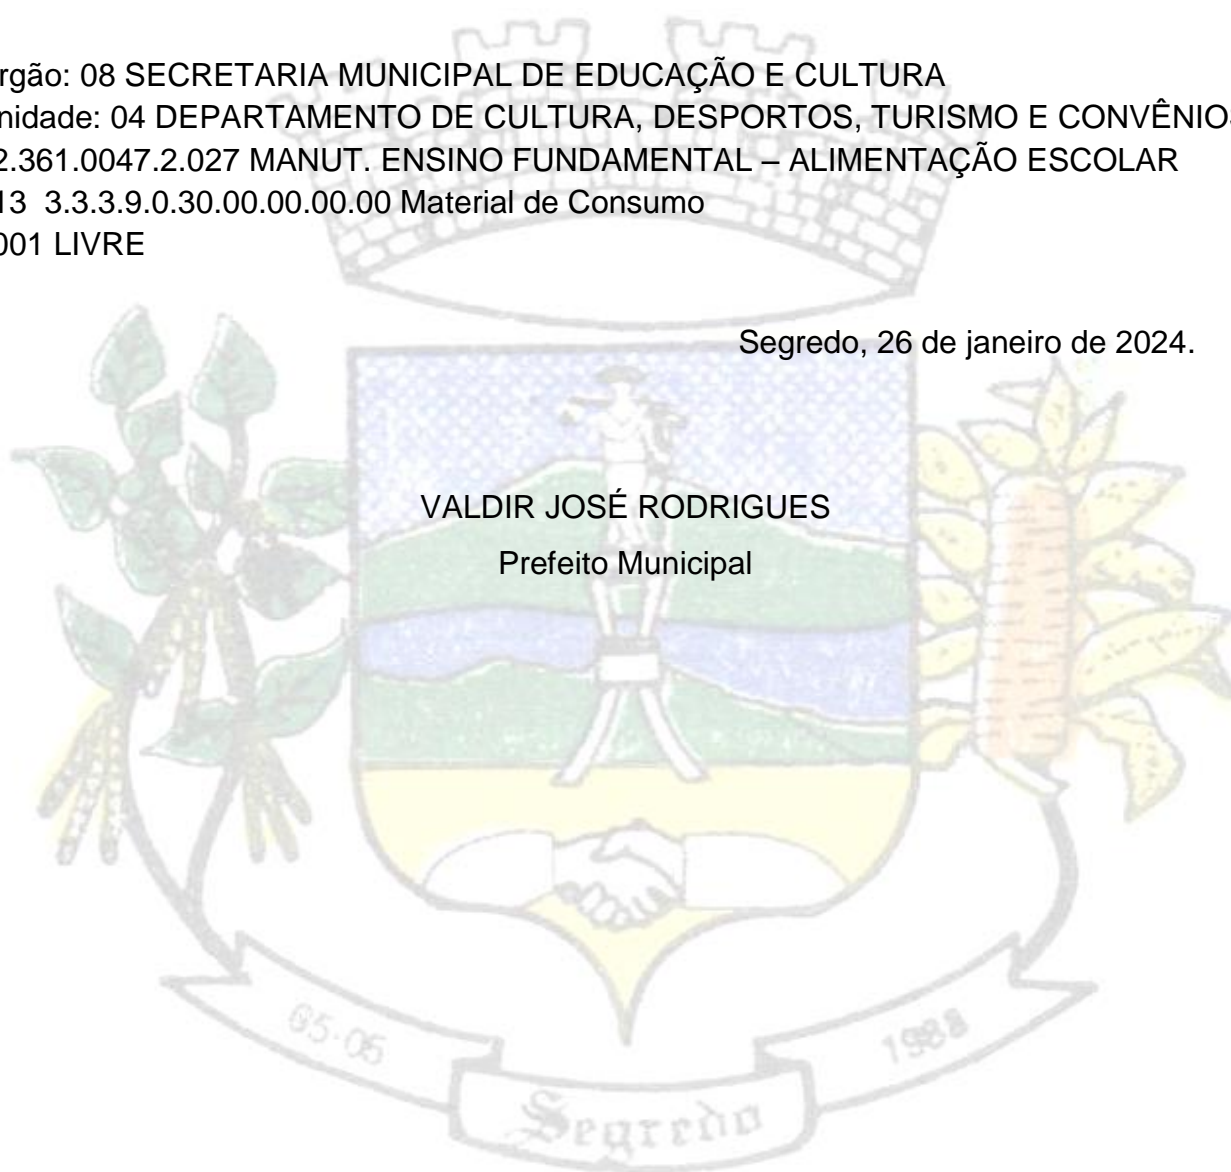 rgão: 08 SECRETARIA MUNICIPAL DE EDUCAÇÃO E CULTURA
nidade: 04 DEPARTAMENTO DE CULTURA, DESPORTOS, TURISMO E CONVÊNIOS
2.361.0047.2.027 MANUT. ENSINO FUNDAMENTAL – ALIMENTAÇÃO ESCOLAR
13 3.3.3.9.0.30.00.00.00.00 Material de Consumo
001 LIVRE
Segredo, 26 de janeiro de 2024.
VALDIR JOSÉ RODRIGUES
Prefeito Municipal
05-05
1988
Segredo